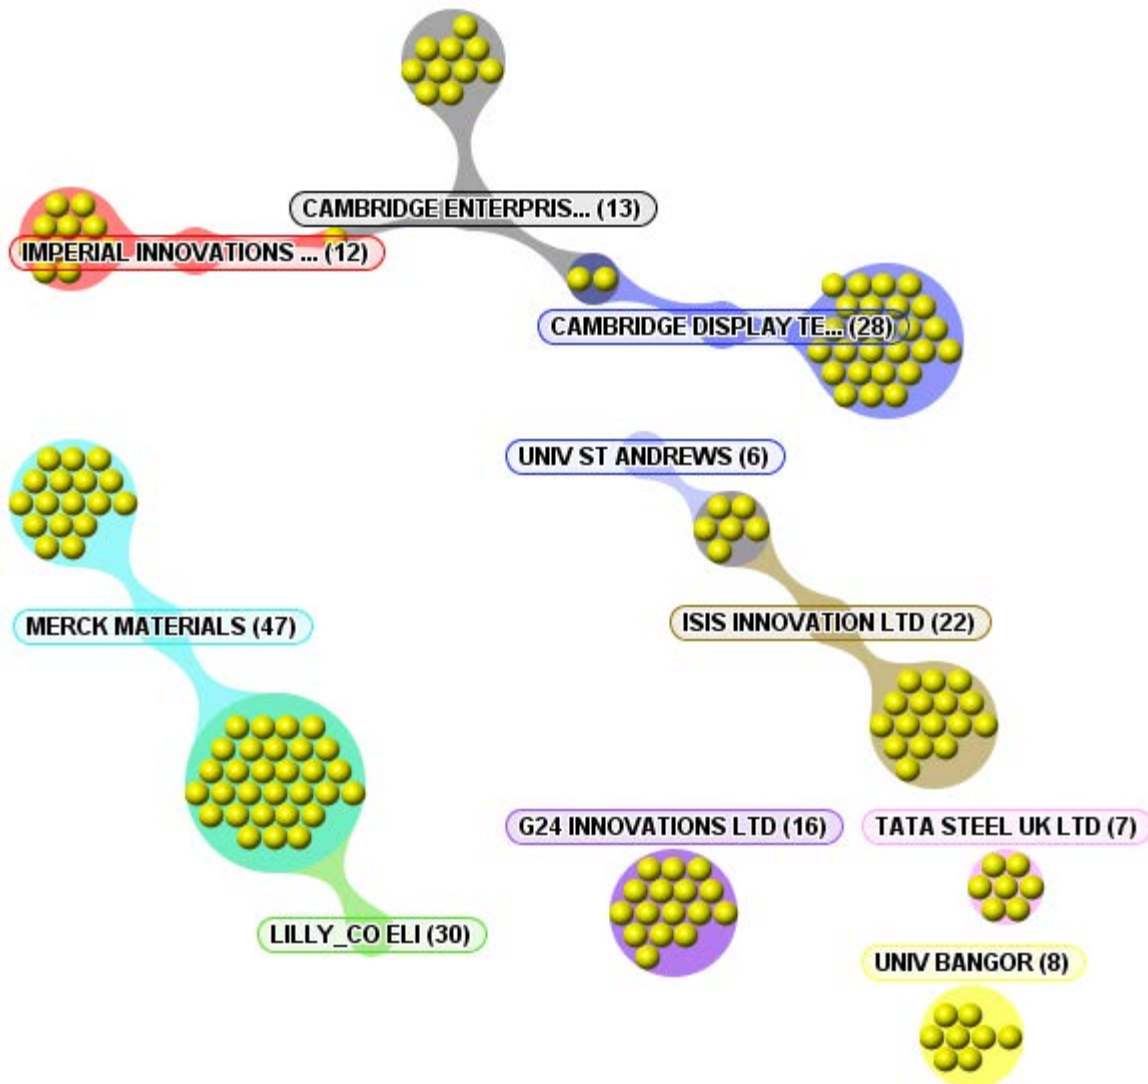 CAMBRIDGE ENTERPRIS... (13)
IMPERIAL INNOVATIONS ... (12)
CAMBRIDGE DISPLAY TE... (28)
UNIV ST ANDREWS (6)
MERCK MATERIALS (47)
ISIS INNOVATION LTD (22)
G24 INNOVATIONS LTD (16)
TATA STEEL UK LTD (7)
LILLY_CO ELI (30)
UNIV BANGOR (8)